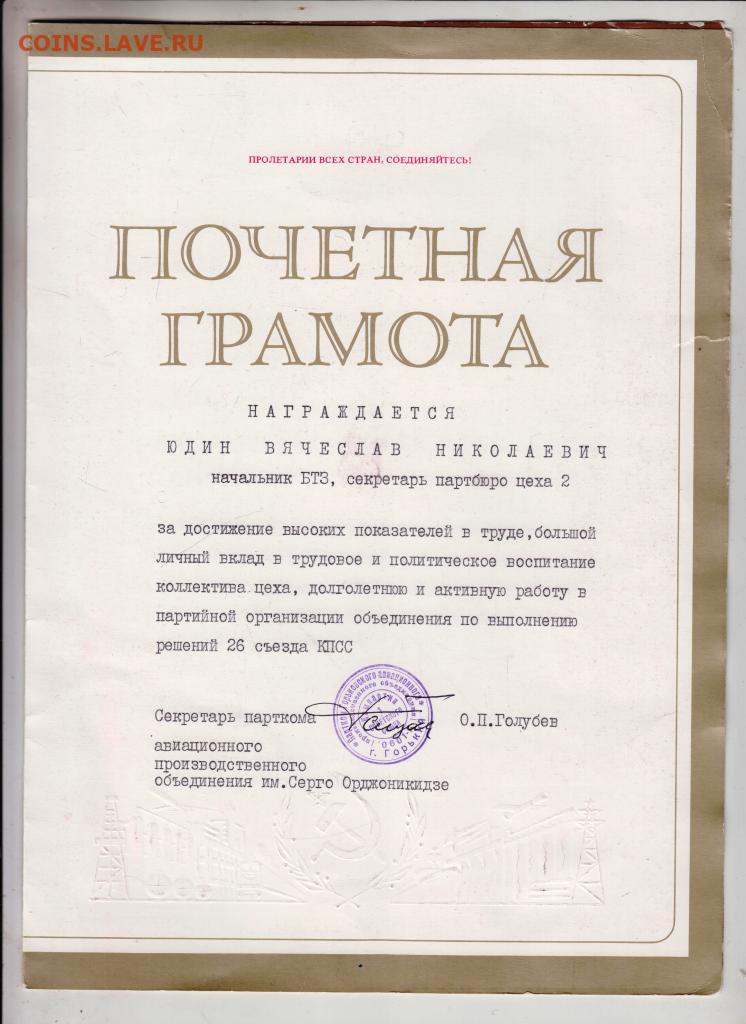 COINS.LAVE.RU
ПРОЛЕТАРИИ ВСЕХ СТРАН, СОЕДИНЯЙТЕСЬ!
ПОЧЕТНАЯ
ГРАМОТА
НАГРАЖДАЕТСЯ
ЮДИН ВЯЧЕСЛАВ НИКОЛАЕВИЧ
начальник БТЗ, секретарь партбюро цеха 2
за достижение высоких показателей в труде, большой
личный вклад в трудовое и политическое воспитание
коллектива цеха, долголетнюю и активную работу в
партийной организации объединения по выполнению
решений 26 съезда КПСС
Секретарь парткома
О.П.Голубев
авиационного
производственного
объединения им.Серго Орджоникидзе
г. Горьк